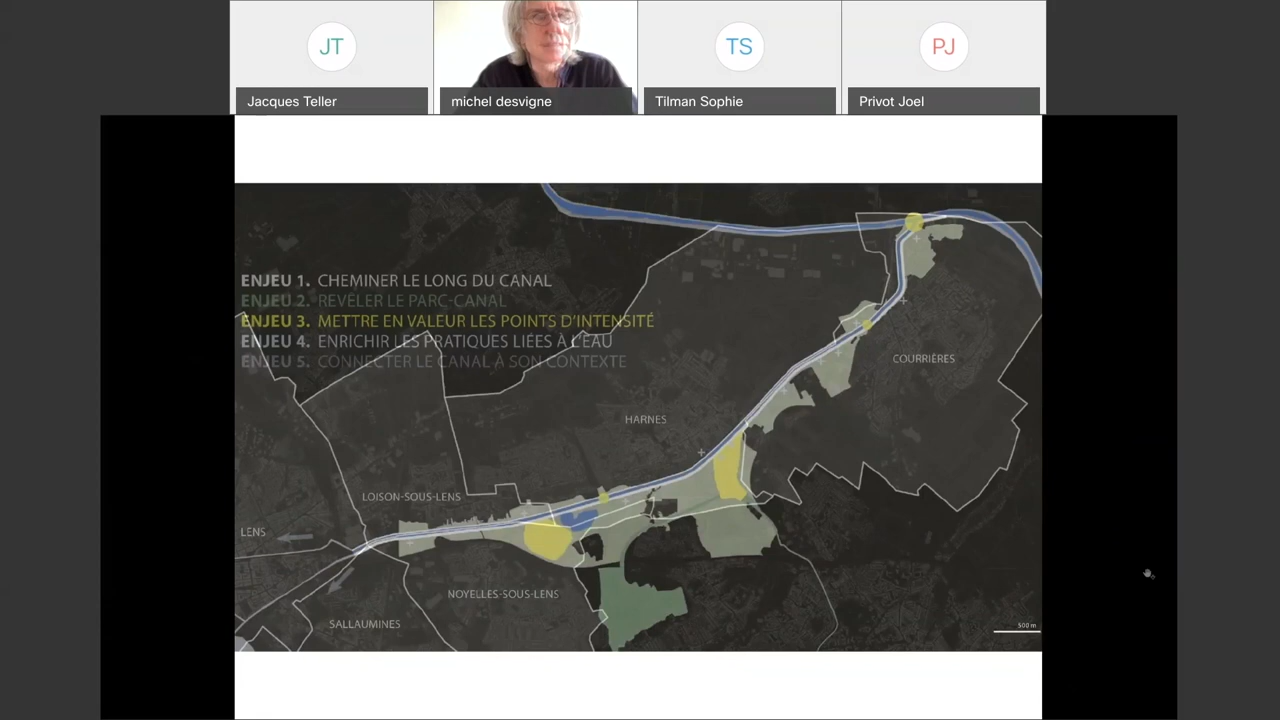 JT
TS
PJ
Jacques Teller
michel desvigne
Tilman Sophie
Privot Joel
ENJEU 1. CHEMINER LE LONG DU CANAL
ENJEU 2. REVÉLER LE PARC-CANAL
ENJEU 3. METTRE EN VALEUR LES POINTS D'INTENSITÉ
ENJEU 4. ENRICHIR LES PRATIQUES LIÉES À L'EAU
ENJEU 5. CONNECTER LE CANAL À SON CONTEXTE
COURRIÈRES
HARNES
LOISON-SOUS-LENS
LENS
NOYELLES-SOUS-LENS
SALLAUMINES
500 m